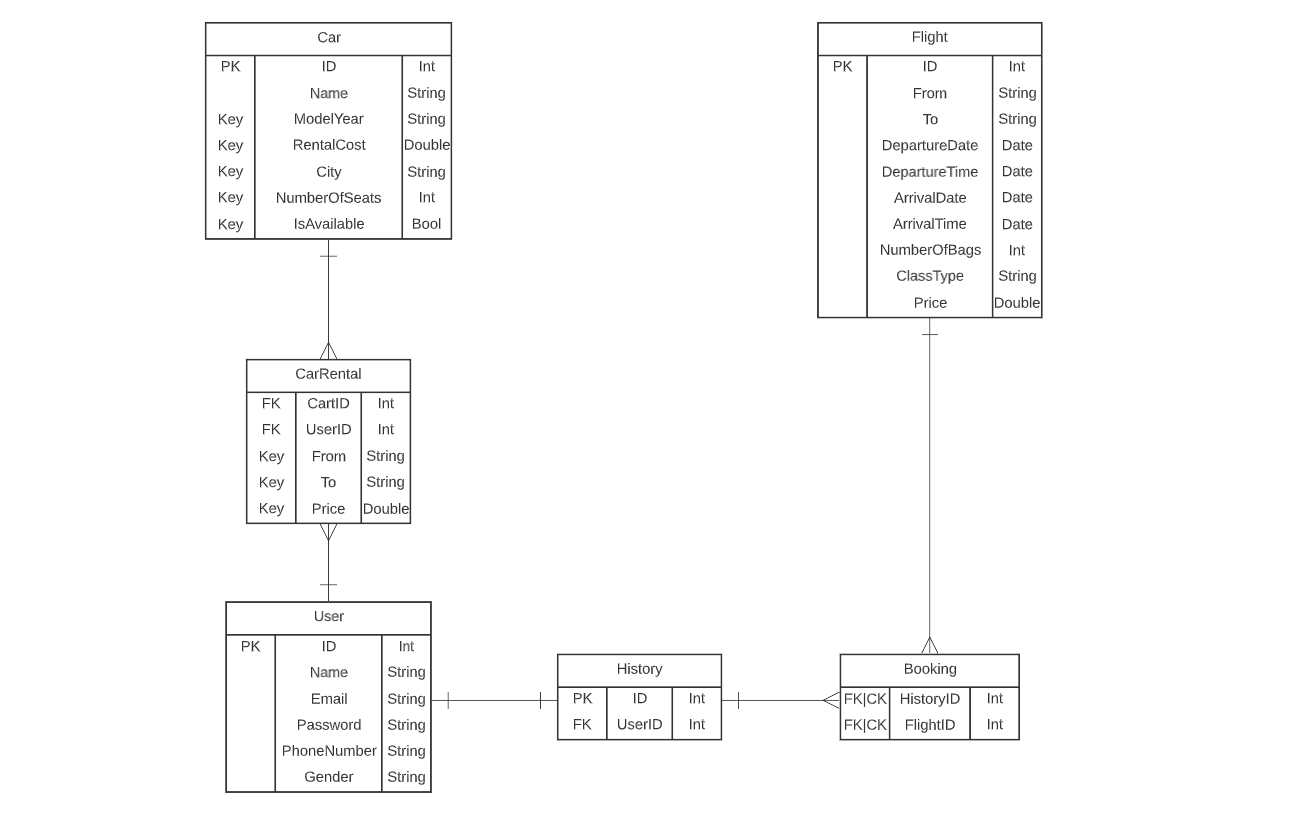 Car
PK ID Int
Name String
Key ModelYear String
Key RentalCost Double
Key City String
Key NumberOfSeats Int
Key IsAvailable Bool
Flight
PK ID Int
From String
To String
DepartureDate Date
DepartureTime Date
ArrivalDate Date
ArrivalTime Date
NumberOfBags Int
ClassType String
Price Double
CarRental
FK CartID Int
FK UserID Int
Key From String
Key To String
Key Price Double
User
PK ID Int
Name String
Email String
Password String
PhoneNumber String
Gender String
History
PK ID Int
FK UserID Int
Booking
FK|CK HistoryID Int
FK|CK FlightID Int